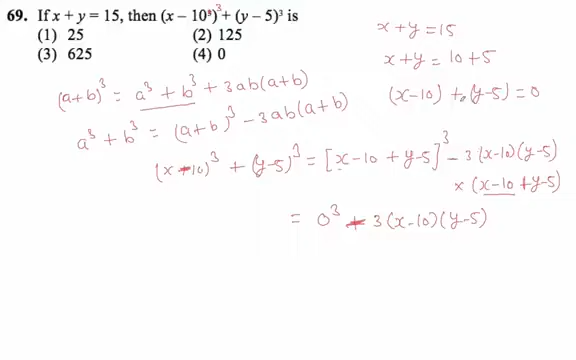 69. If x + y = 15, then (x – 10³)³ + (y – 5)³ is
(1) 25 (2) 125
(3) 625 (4) 0
x+y=15
x+y = 10+5
(x-10) + (y-5) = 0
(a+b)³ = a³ + b³ + 3ab(a+b)
a³ + b³ = (a+b)³ - 3ab(a+b)
(x-10)³ + (y-5)³ = [x-10 + y-5]³ - 3(x-10)(y-5)
× (x-10 + y-5)
= 0³ - 3(x-10)(y-5)